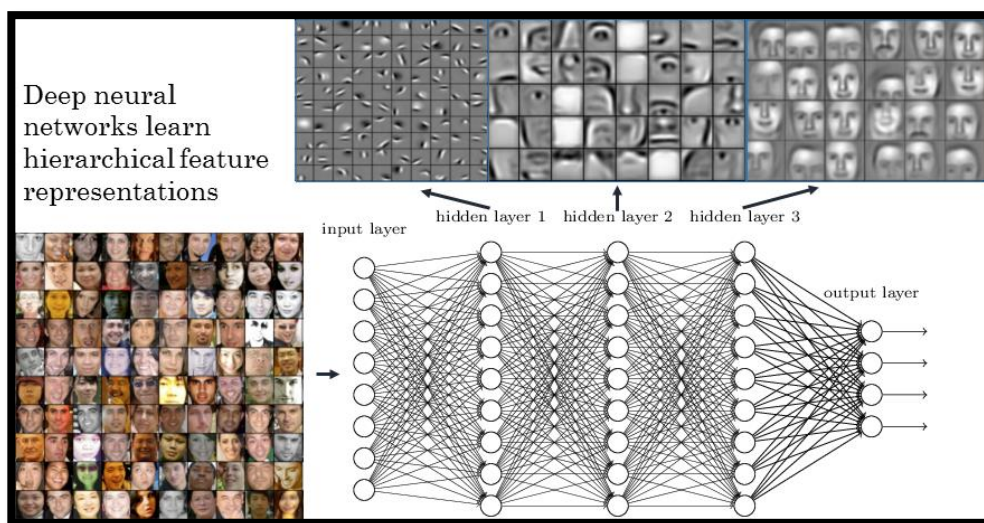 Deep neural
networks learn
hierarchical feature
representations
input layer
hidden layer 1
hidden layer 2
hidden layer 3
output layer